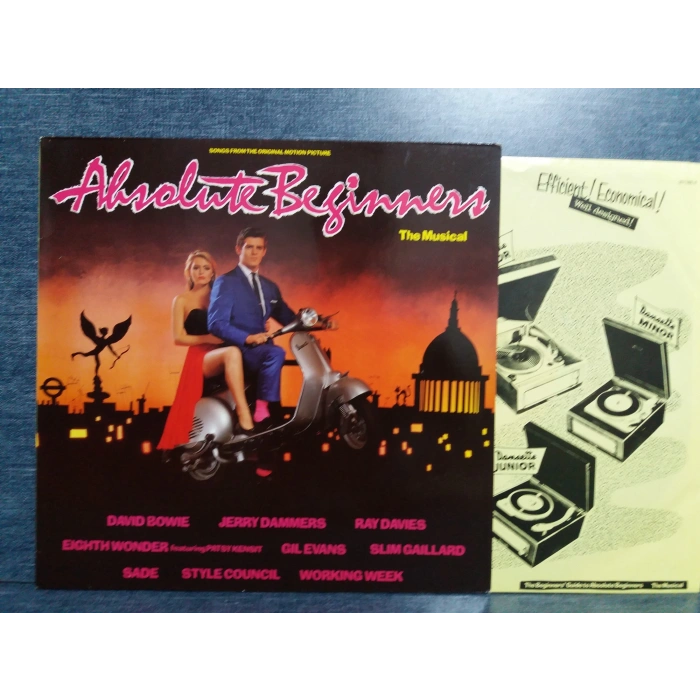 SONGS FROM THE ORIGINAL MOTION PICTURE
Absolute Beginners
The Musical
DAVID BOWIE JERRY DAMMERS RAY DAVIES
EIGHTH WONDER featuring PATSY KENSIT GIL EVANS SLIM GAILLARD
SADE STYLE COUNCIL WORKING WEEK
Efficient! Economical!
Well designed!
Dansette
MINOR
Dansette
JUNIOR
The Beginners' Guide to Absolute Beginners The Musical